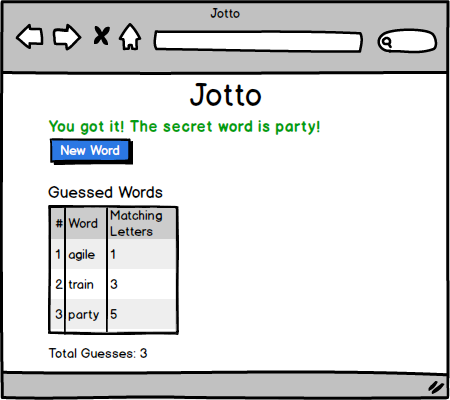 Jotto
Jotto
You got it! The secret word is party!
New Word
Guessed Words
# Word Matching Letters
1 agile 1
2 train 3
3 party 5
Total Guesses: 3